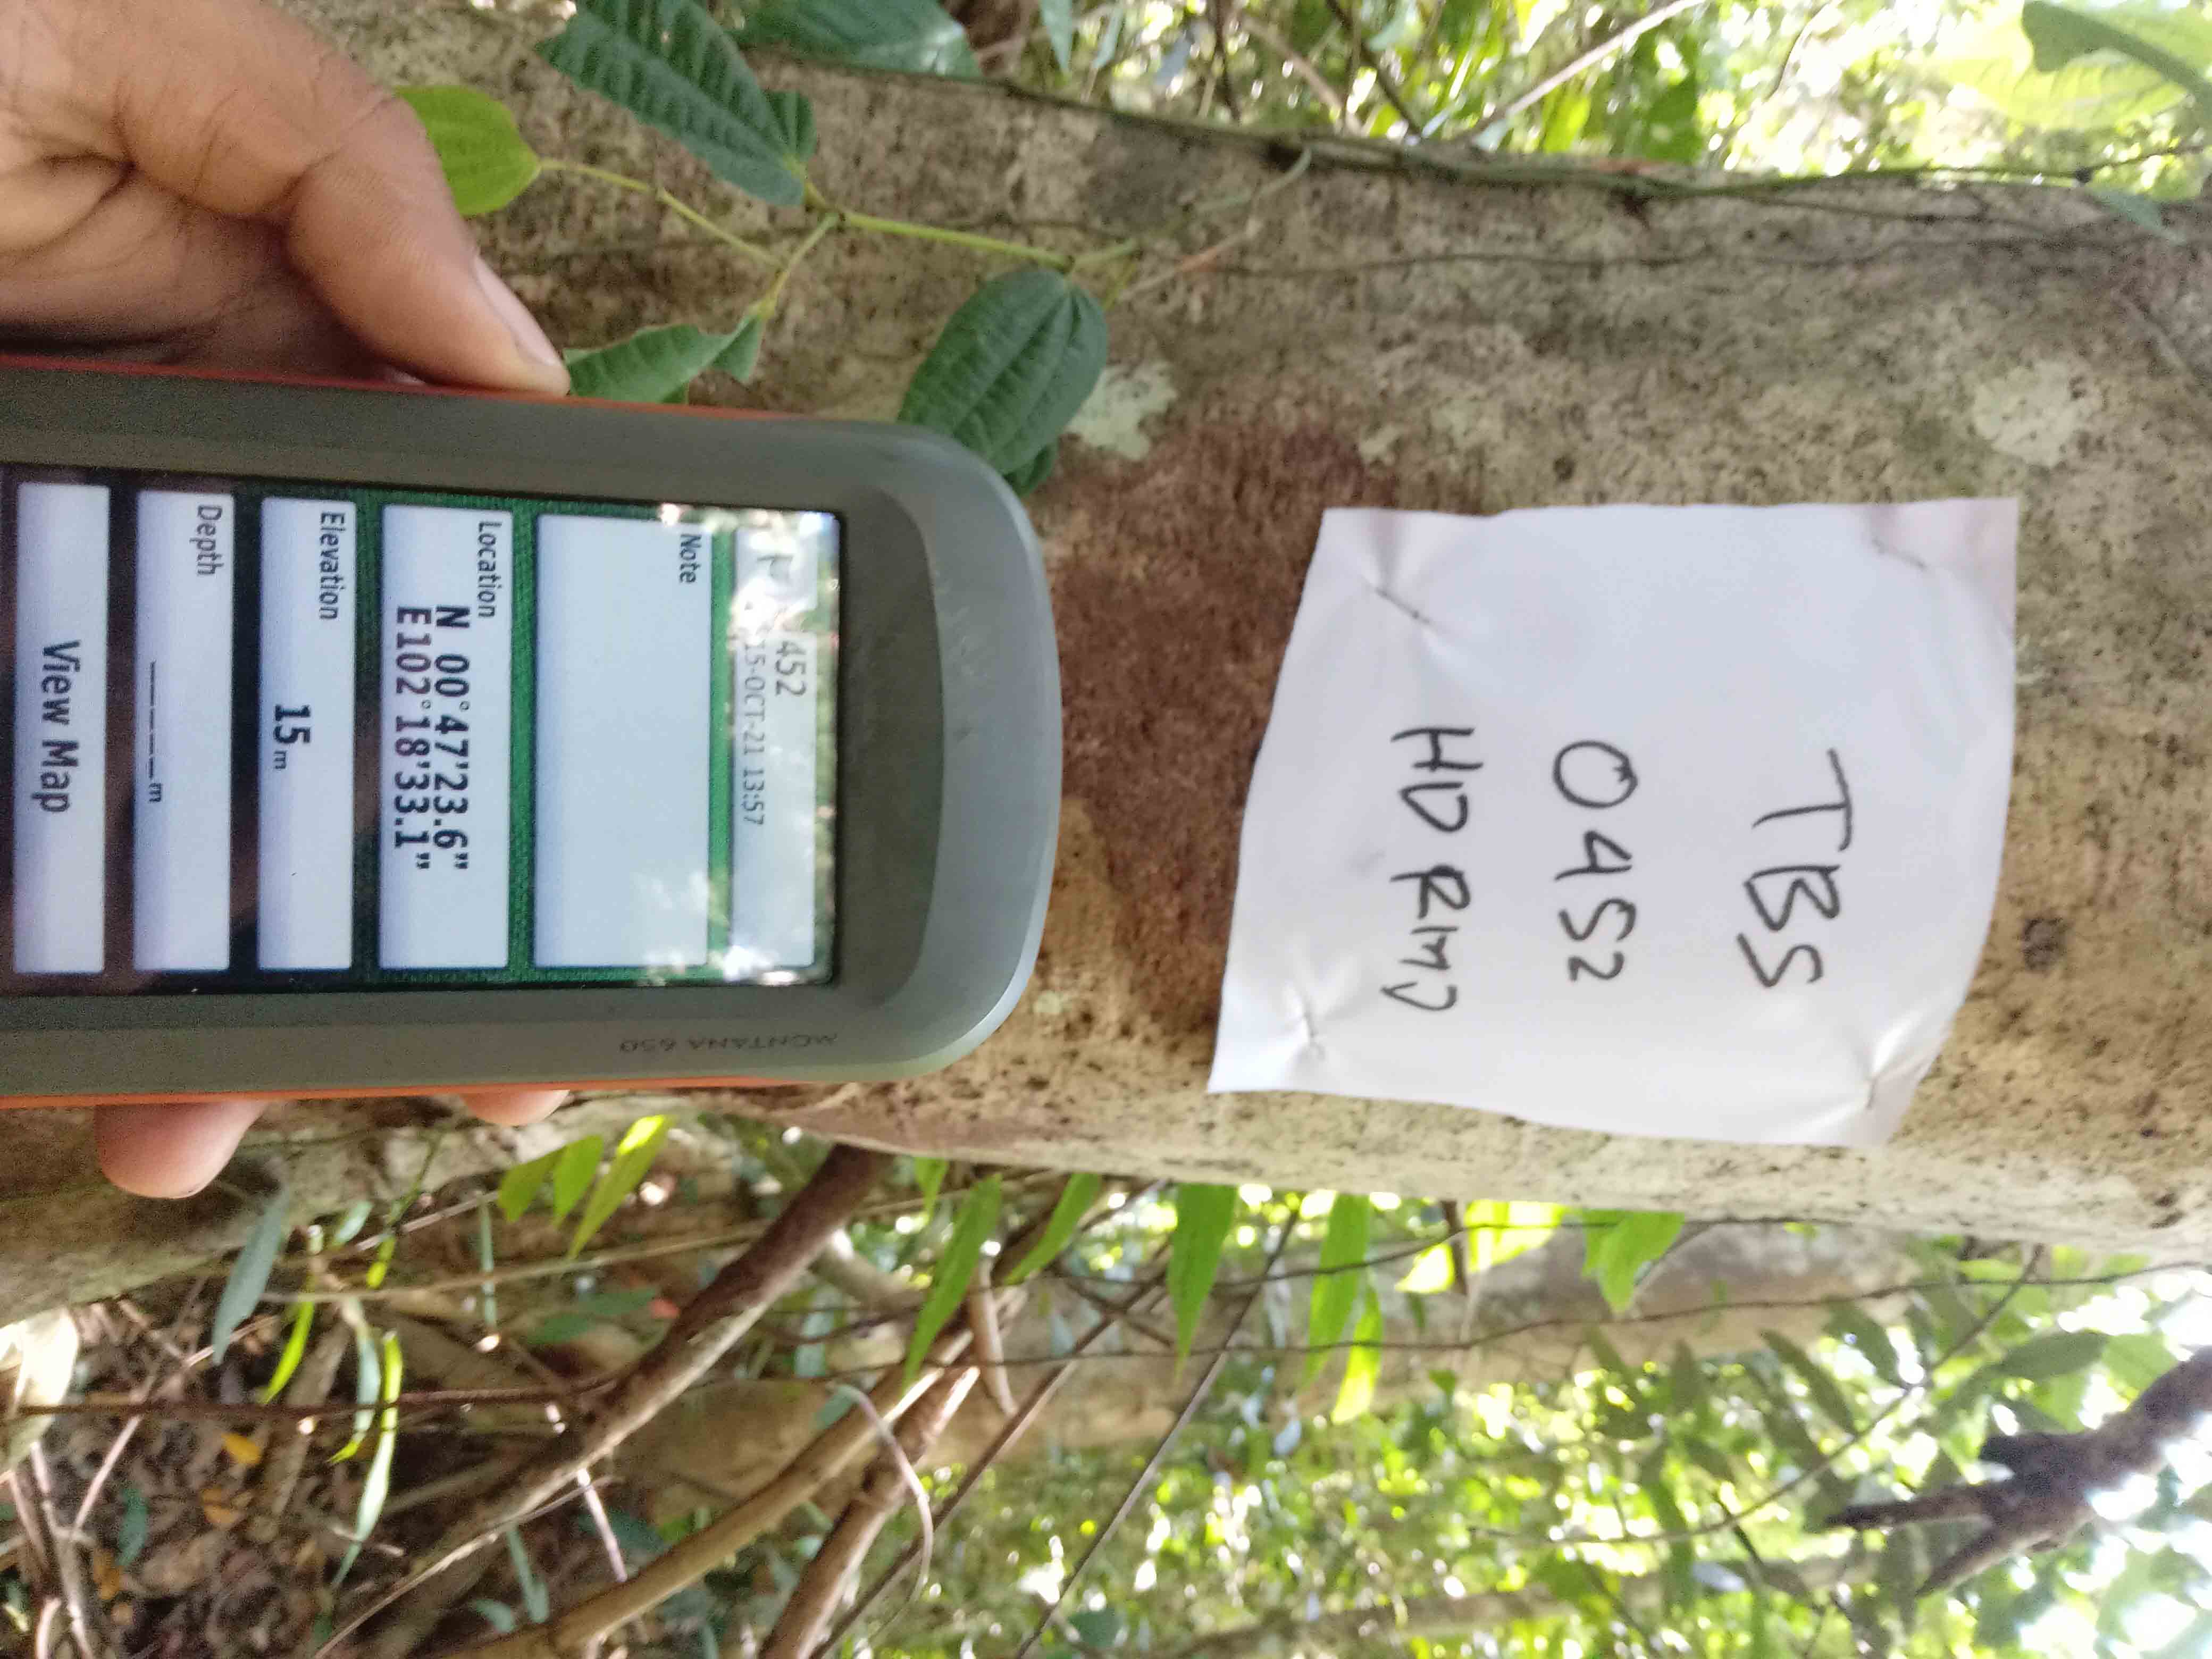 TBS
0452
HD RMJ
MONTANA 650
452
15-OCT-21 13:57
Note
Location
N 00°47'23.6"
E102°18'33.1"
Elevation
15m
Depth
_____m
View Map